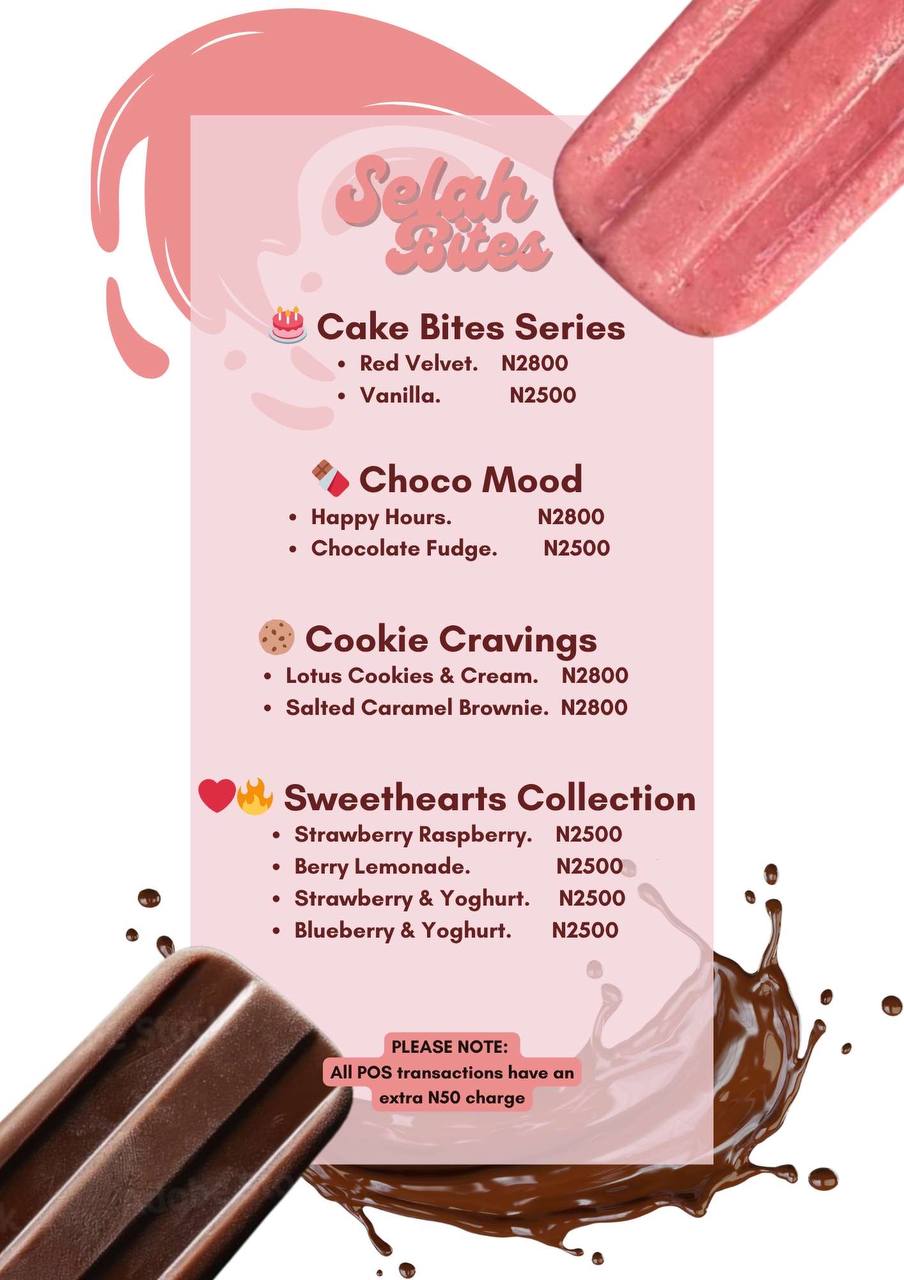 Selah
Bites
Cake Bites Series
• Red Velvet. N2800
• Vanilla. N2500
Choco Mood
• Happy Hours. N2800
• Chocolate Fudge. N2500
Cookie Cravings
• Lotus Cookies & Cream. N2800
• Salted Caramel Brownie. N2800
Sweethearts Collection
• Strawberry Raspberry. N2500
• Berry Lemonade. N2500
• Strawberry & Yoghurt. N2500
• Blueberry & Yoghurt. N2500
PLEASE NOTE:
All POS transactions have an
extra N50 charge